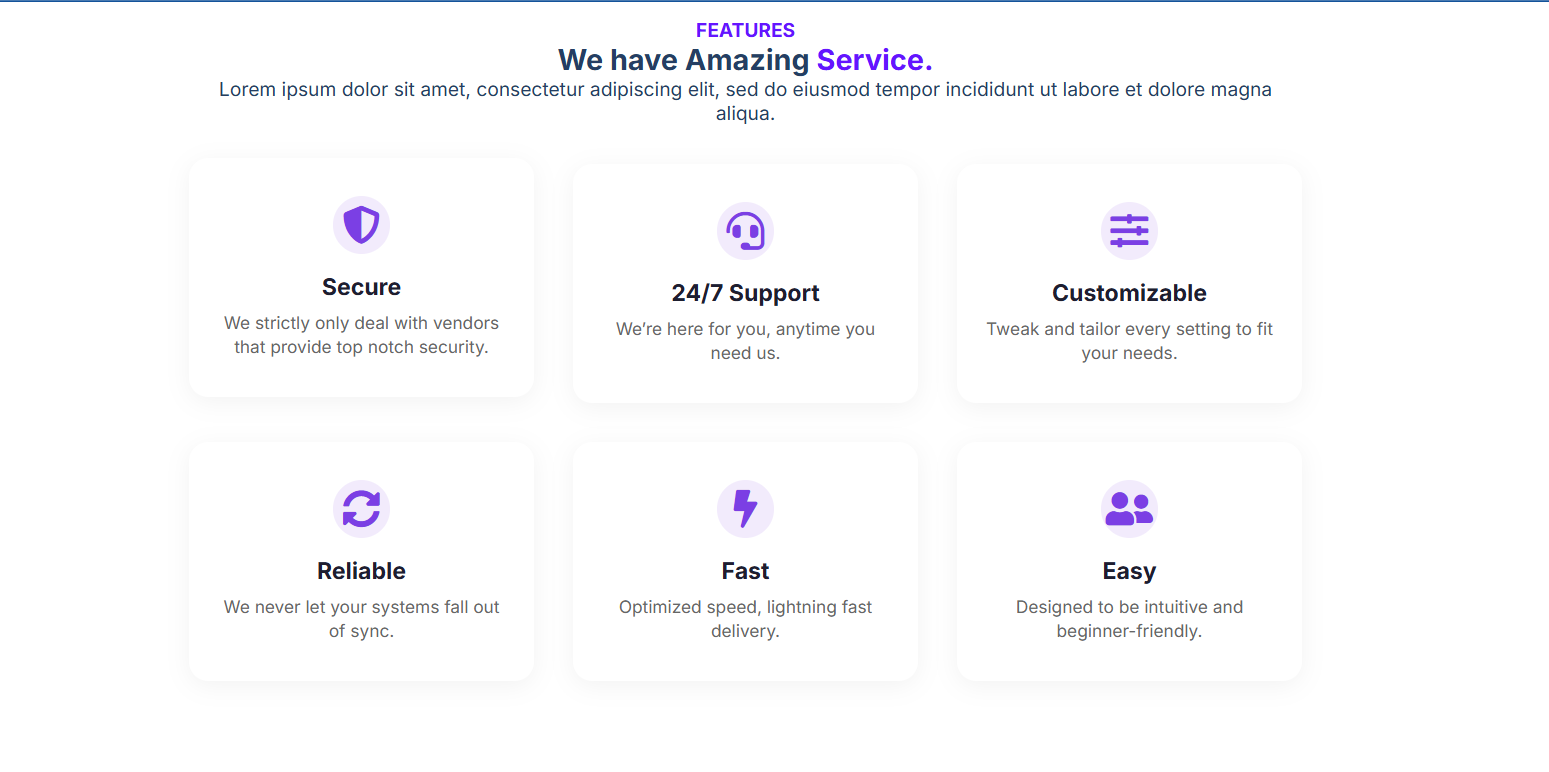 FEATURES
We have Amazing Service.
Lorem ipsum dolor sit amet, consectetur adipiscing elit, sed do eiusmod tempor incididunt ut labore et dolore magna
aliqua.
Secure
We strictly only deal with vendors
that provide top notch security.
24/7 Support
We’re here for you, anytime you
need us.
Customizable
Tweak and tailor every setting to fit
your needs.
Reliable
We never let your systems fall out
of sync.
Fast
Optimized speed, lightning fast
delivery.
Easy
Designed to be intuitive and
beginner-friendly.